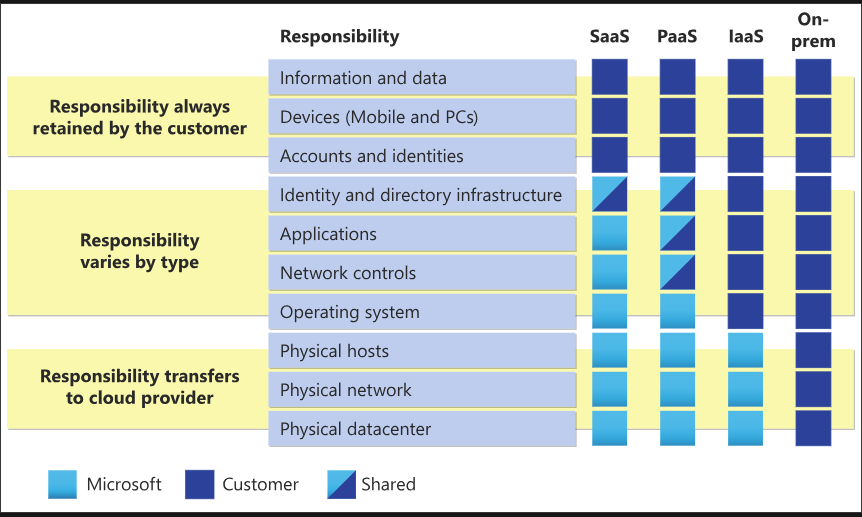 Responsibility SaaS PaaS IaaS On-
prem
Responsibility always
retained by the customer
Information and data
Devices (Mobile and PCs)
Accounts and identities
Responsibility
varies by type
Identity and directory infrastructure
Applications
Network controls
Operating system
Responsibility transfers
to cloud provider
Physical hosts
Physical network
Physical datacenter
Microsoft Customer Shared